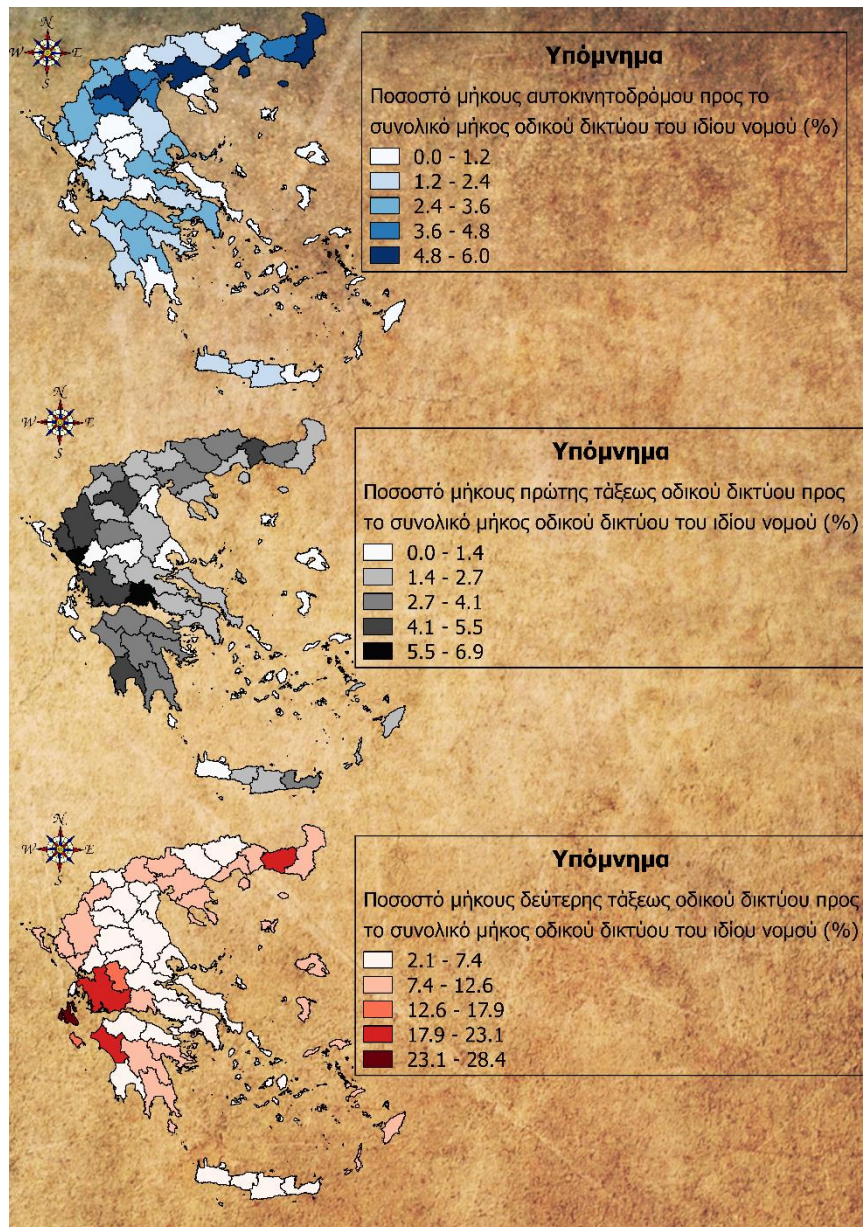 N
W E
S
Υπόμνημα
Ποσοστό μήκους αυτοκινητοδρόμου προς το
συνολικό μήκος οδικού δικτύου του ιδίου νομού (%)
0.0 - 1.2
1.2 - 2.4
2.4 - 3.6
3.6 - 4.8
4.8 - 6.0
N
W E
S
Υπόμνημα
Ποσοστό μήκους πρώτης τάξεως οδικού δικτύου προς
το συνολικό μήκος οδικού δικτύου του ιδίου νομού (%)
0.0 - 1.4
1.4 - 2.7
2.7 - 4.1
4.1 - 5.5
5.5 - 6.9
N
W E
S
Υπόμνημα
Ποσοστό μήκους δεύτερης τάξεως οδικού δικτύου προς
το συνολικό μήκος οδικού δικτύου του ιδίου νομού (%)
2.1 - 7.4
7.4 - 12.6
12.6 - 17.9
17.9 - 23.1
23.1 - 28.4